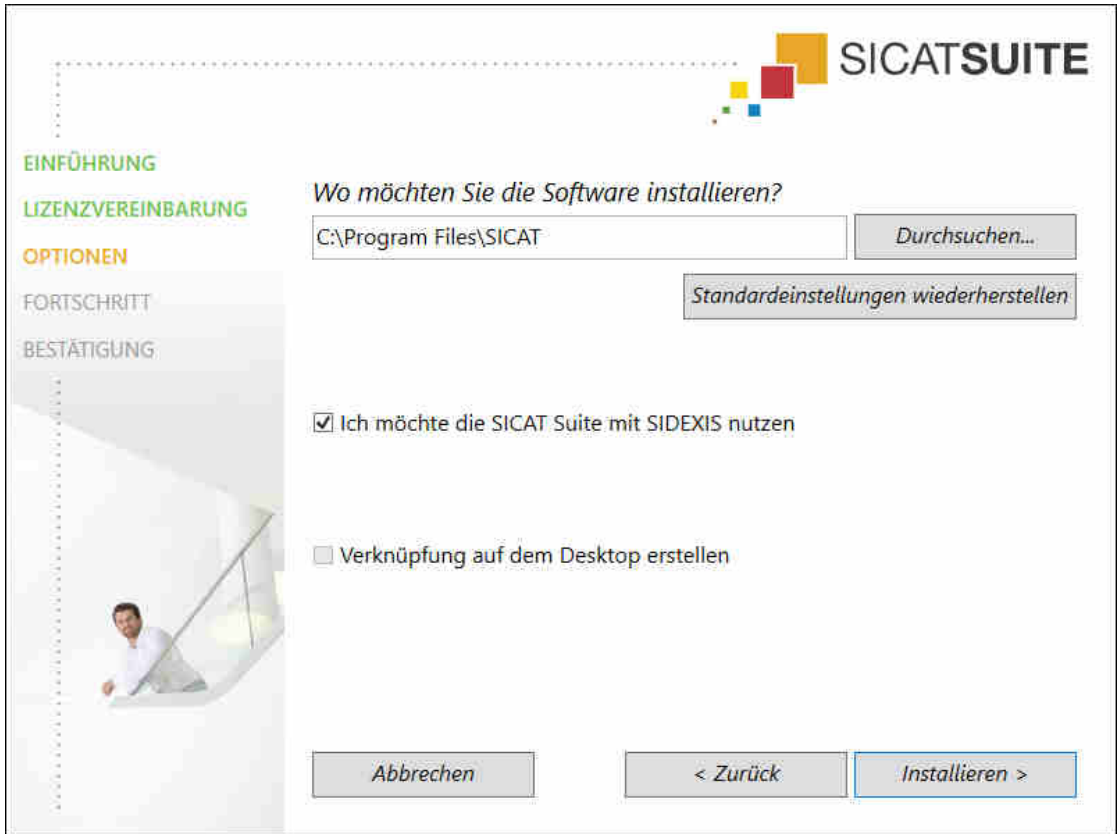 SICATSUITE
EINFÜHRUNG
LIZENZVEREINBARUNG
OPTIONEN
FORTSCHRITT
BESTÄTIGUNG
Wo möchten Sie die Software installieren?
C:\Program Files\SICAT
Durchsuchen...
Standardeinstellungen wiederherstellen
Ich möchte die SICAT Suite mit SIDEXIS nutzen
Verknüpfung auf dem Desktop erstellen
Abbrechen
< Zurück
Installieren >